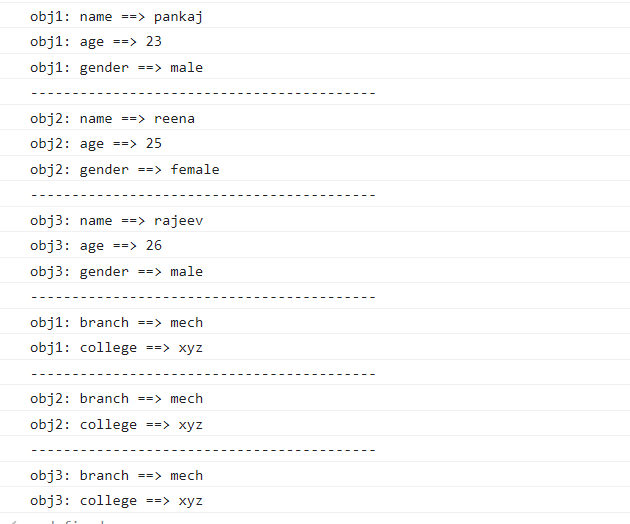 obj1: name ==> pankaj
obj1: age ==> 23
obj1: gender ==> male
------------------------------------------
obj2: name ==> reena
obj2: age ==> 25
obj2: gender ==> female
------------------------------------------
obj3: name ==> rajeev
obj3: age ==> 26
obj3: gender ==> male
------------------------------------------
obj1: branch ==> mech
obj1: college ==> xyz
------------------------------------------
obj2: branch ==> mech
obj2: college ==> xyz
------------------------------------------
obj3: branch ==> mech
obj3: college ==> xyz